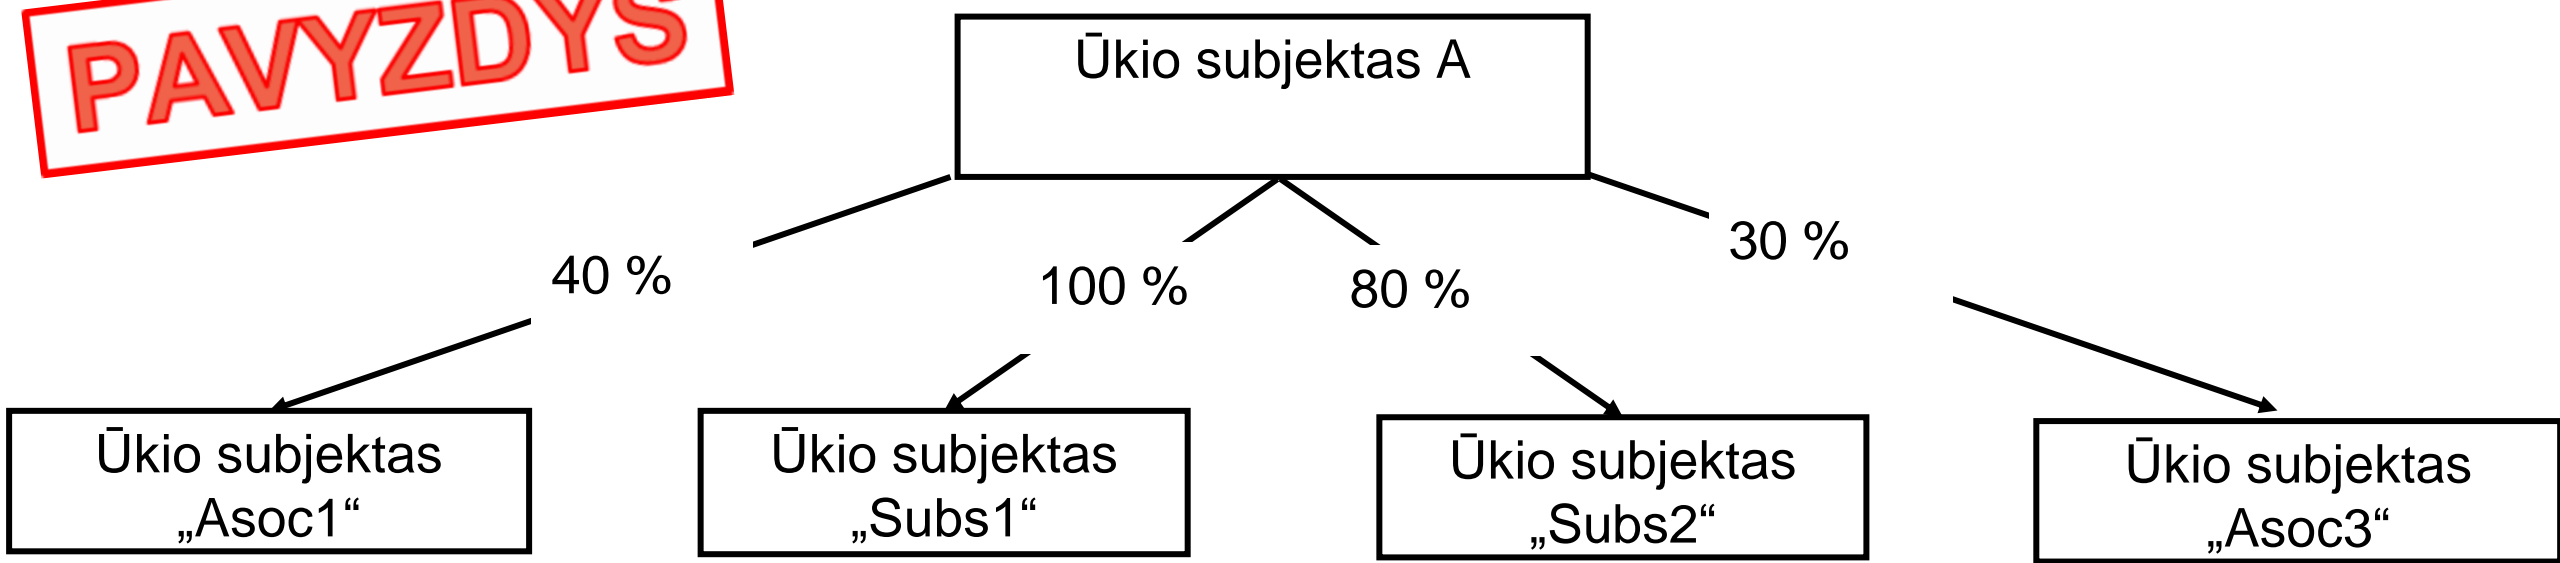 PAVYZDYS
Ūkio subjektas A
40 %
100 %
80 %
30 %
Ūkio subjektas
„Asoc1“
Ūkio subjektas
„Subs1“
Ūkio subjektas
„Subs2“
Ūkio subjektas
„Asoc3“